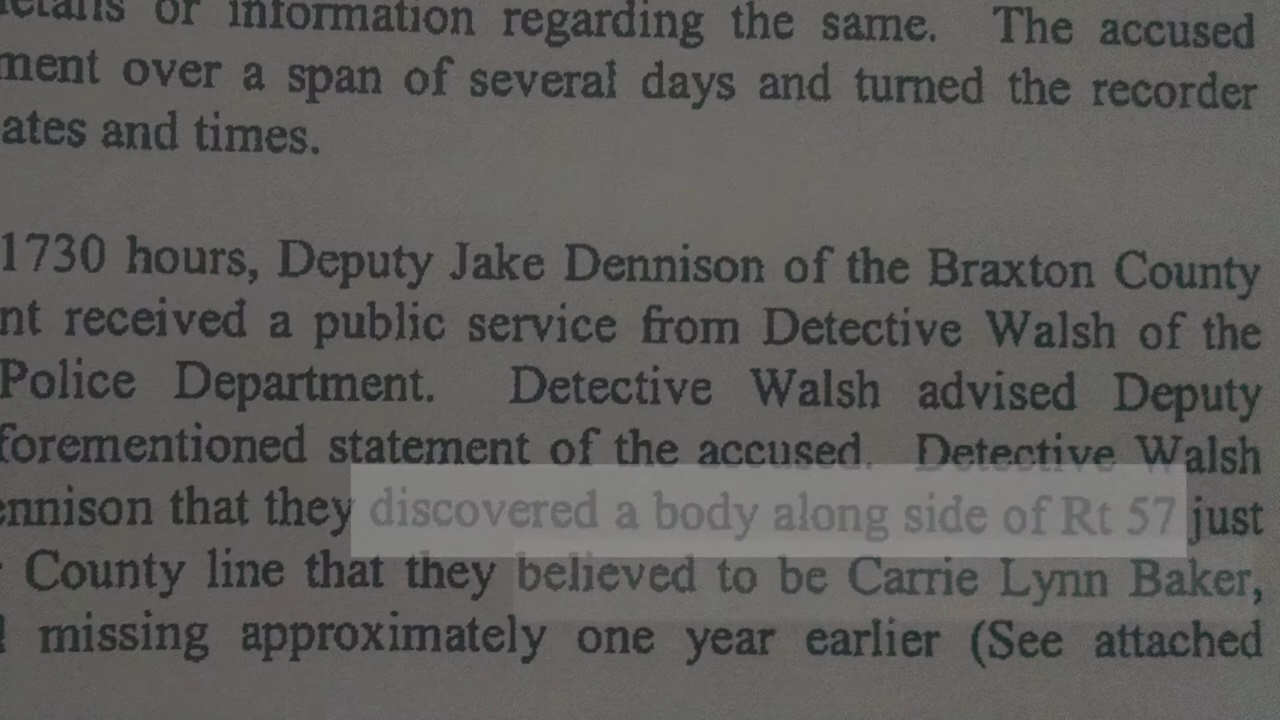 details or information regarding the same. The accused
ment over a span of several days and turned the recorder
ates and times.
1730 hours, Deputy Jake Dennison of the Braxton County
nt received a public service from Detective Walsh of the
Police Department. Detective Walsh advised Deputy
forementioned statement of the accused. Detective Walsh
ennison that they discovered a body along side of Rt 57 just
County line that they believed to be Carrie Lynn Baker,
missing approximately one year earlier (See attached